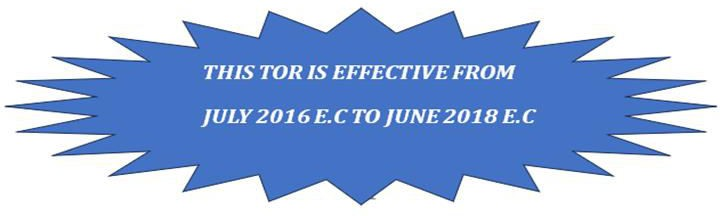 THIS TOR IS EFFECTIVE FROM
JULY 2016 E.C TO JUNE 2018 E.C